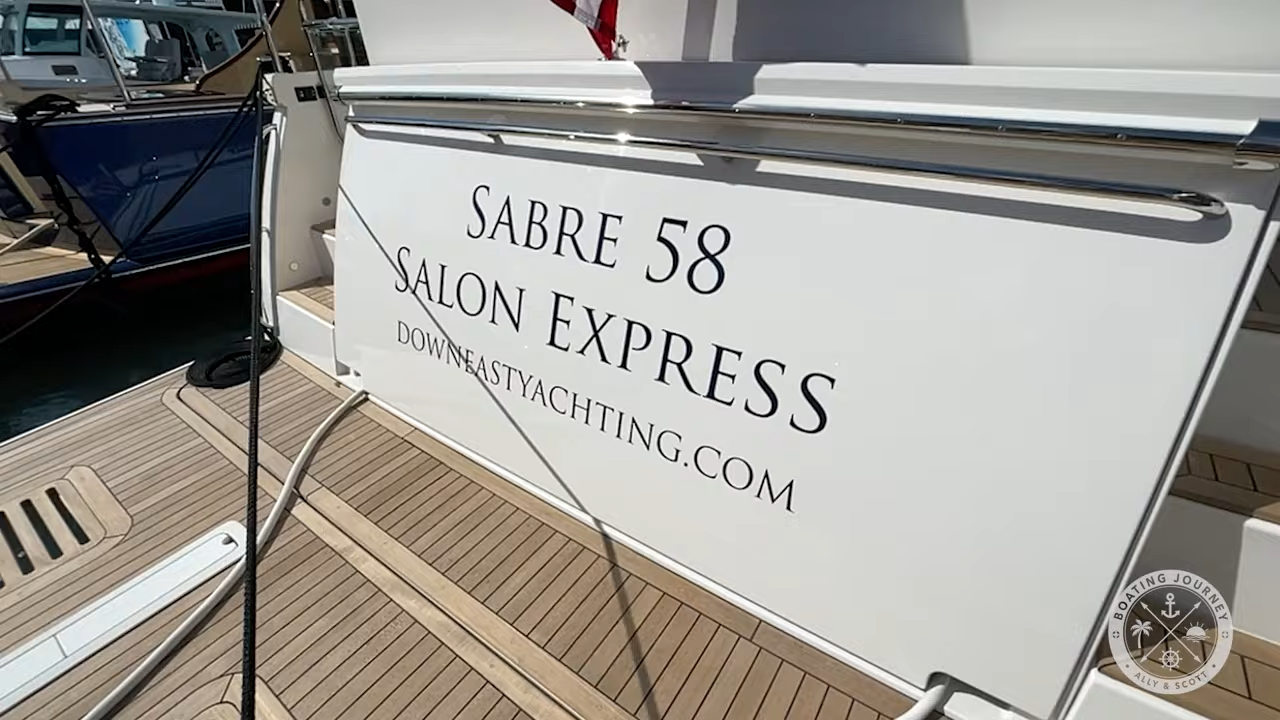 SABRE 58
SALON EXPRESS
DOWNEASTYACHTING.COM
BOATING JOURNEY
ALLY & SCOTT